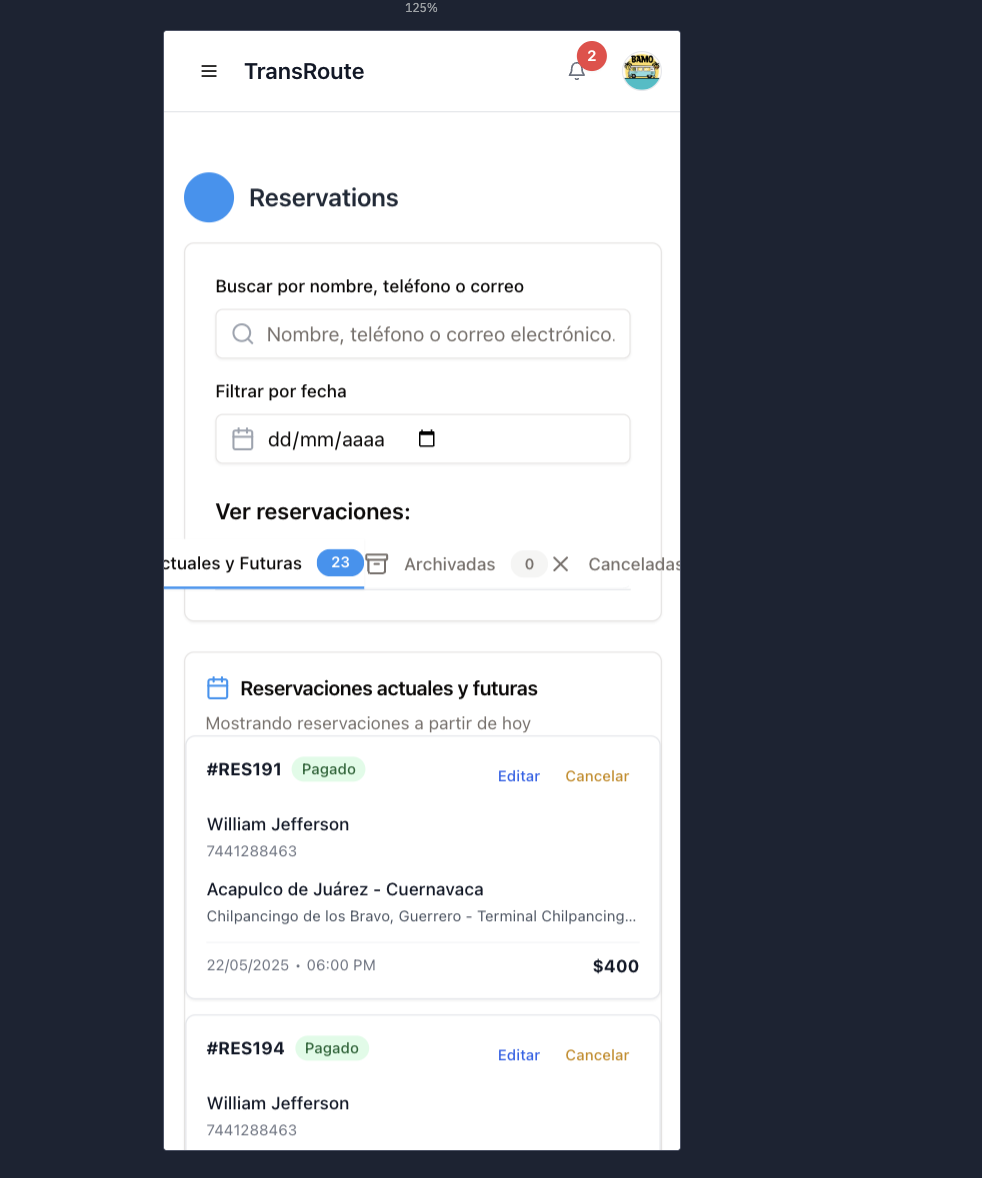 125%
TransRoute
2
BAMO
Reservations
Buscar por nombre, teléfono o correo
Nombre, teléfono o correo electrónico.
Filtrar por fecha
dd/mm/aaaa
Ver reservaciones:
ctuales y Futuras 23 Archivadas 0 Canceladas
Reservaciones actuales y futuras
Mostrando reservaciones a partir de hoy
#RES191 Pagado Editar Cancelar
William Jefferson
7441288463
Acapulco de Juárez - Cuernavaca
Chilpancingo de los Bravo, Guerrero - Terminal Chilpancing...
22/05/2025 • 06:00 PM $400
#RES194 Pagado Editar Cancelar
William Jefferson
7441288463